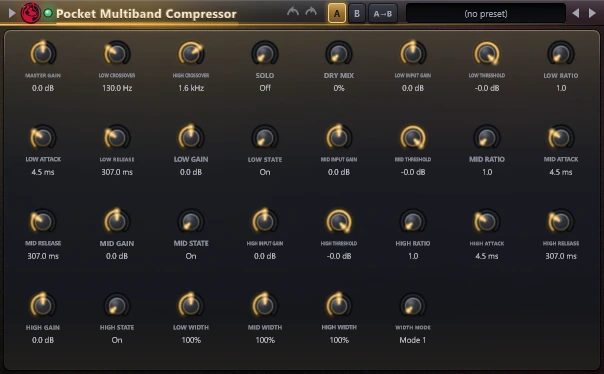 Pocket Multiband Compressor A B A→B (no preset)
MASTER GAIN LOW CROSSOVER HIGH CROSSOVER SOLO DRY MIX LOW INPUT GAIN LOW THRESHOLD LOW RATIO
0.0 dB 130.0 Hz 1.6 kHz Off 0% 0.0 dB -0.0 dB 1.0
LOW ATTACK LOW RELEASE LOW GAIN LOW STATE MID INPUT GAIN MID THRESHOLD MID RATIO MID ATTACK
4.5 ms 307.0 ms 0.0 dB On 0.0 dB -0.0 dB 1.0 4.5 ms
MID RELEASE MID GAIN MID STATE HIGH INPUT GAIN HIGH THRESHOLD HIGH RATIO HIGH ATTACK HIGH RELEASE
307.0 ms 0.0 dB On 0.0 dB -0.0 dB 1.0 4.5 ms 307.0 ms
HIGH GAIN HIGH STATE LOW WIDTH MID WIDTH HIGH WIDTH WIDTH MODE
0.0 dB On 100% 100% 100% Mode 1